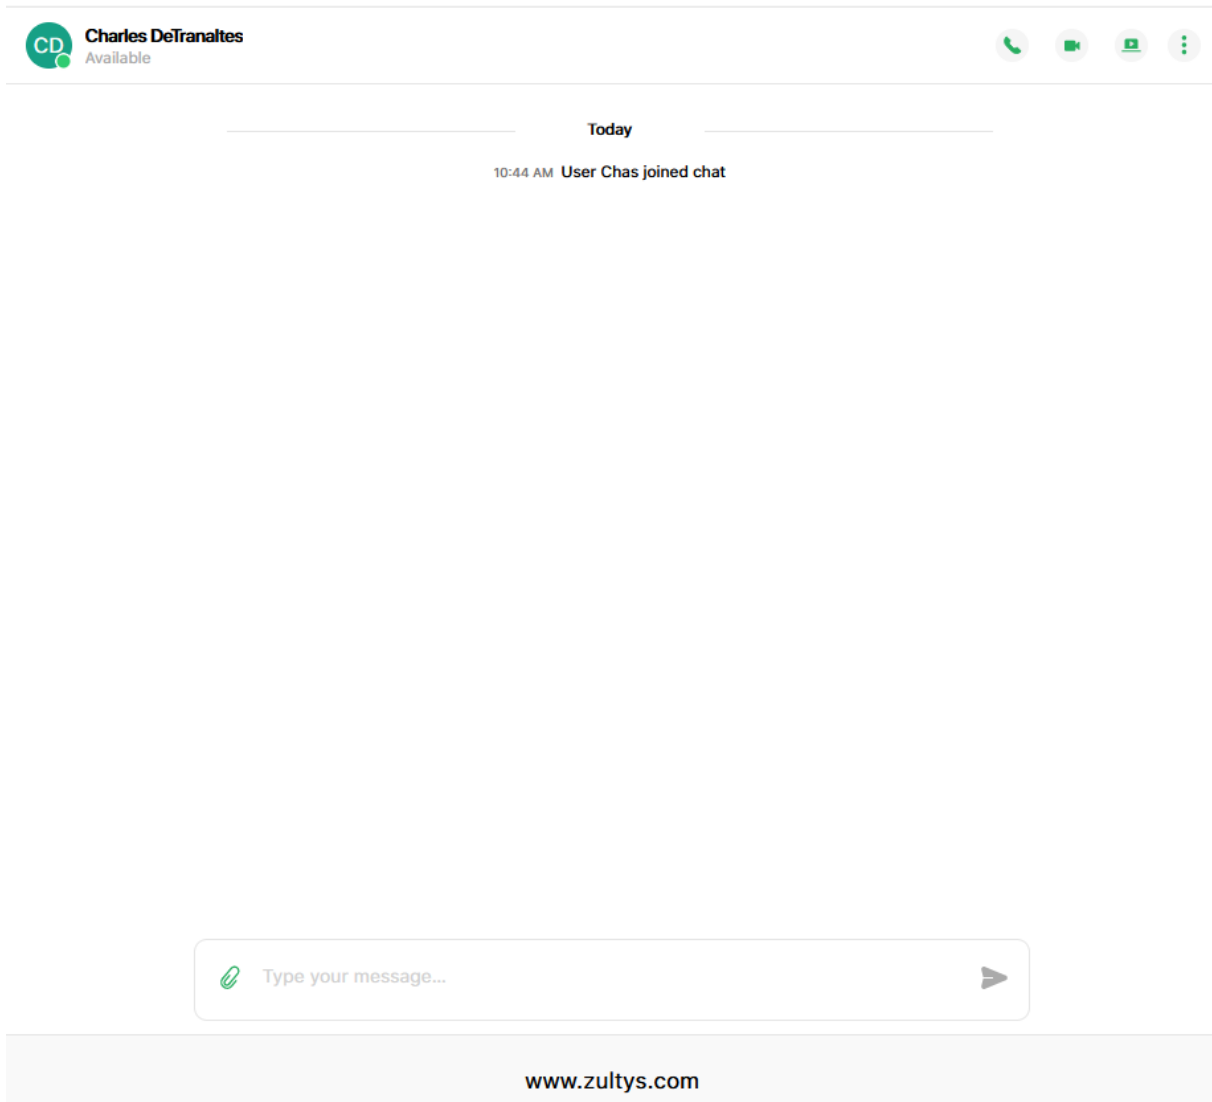 CD
Charles DeTranaltes
Available
Today
10:44 AM User Chas joined chat
Type your message...
www.zultys.com